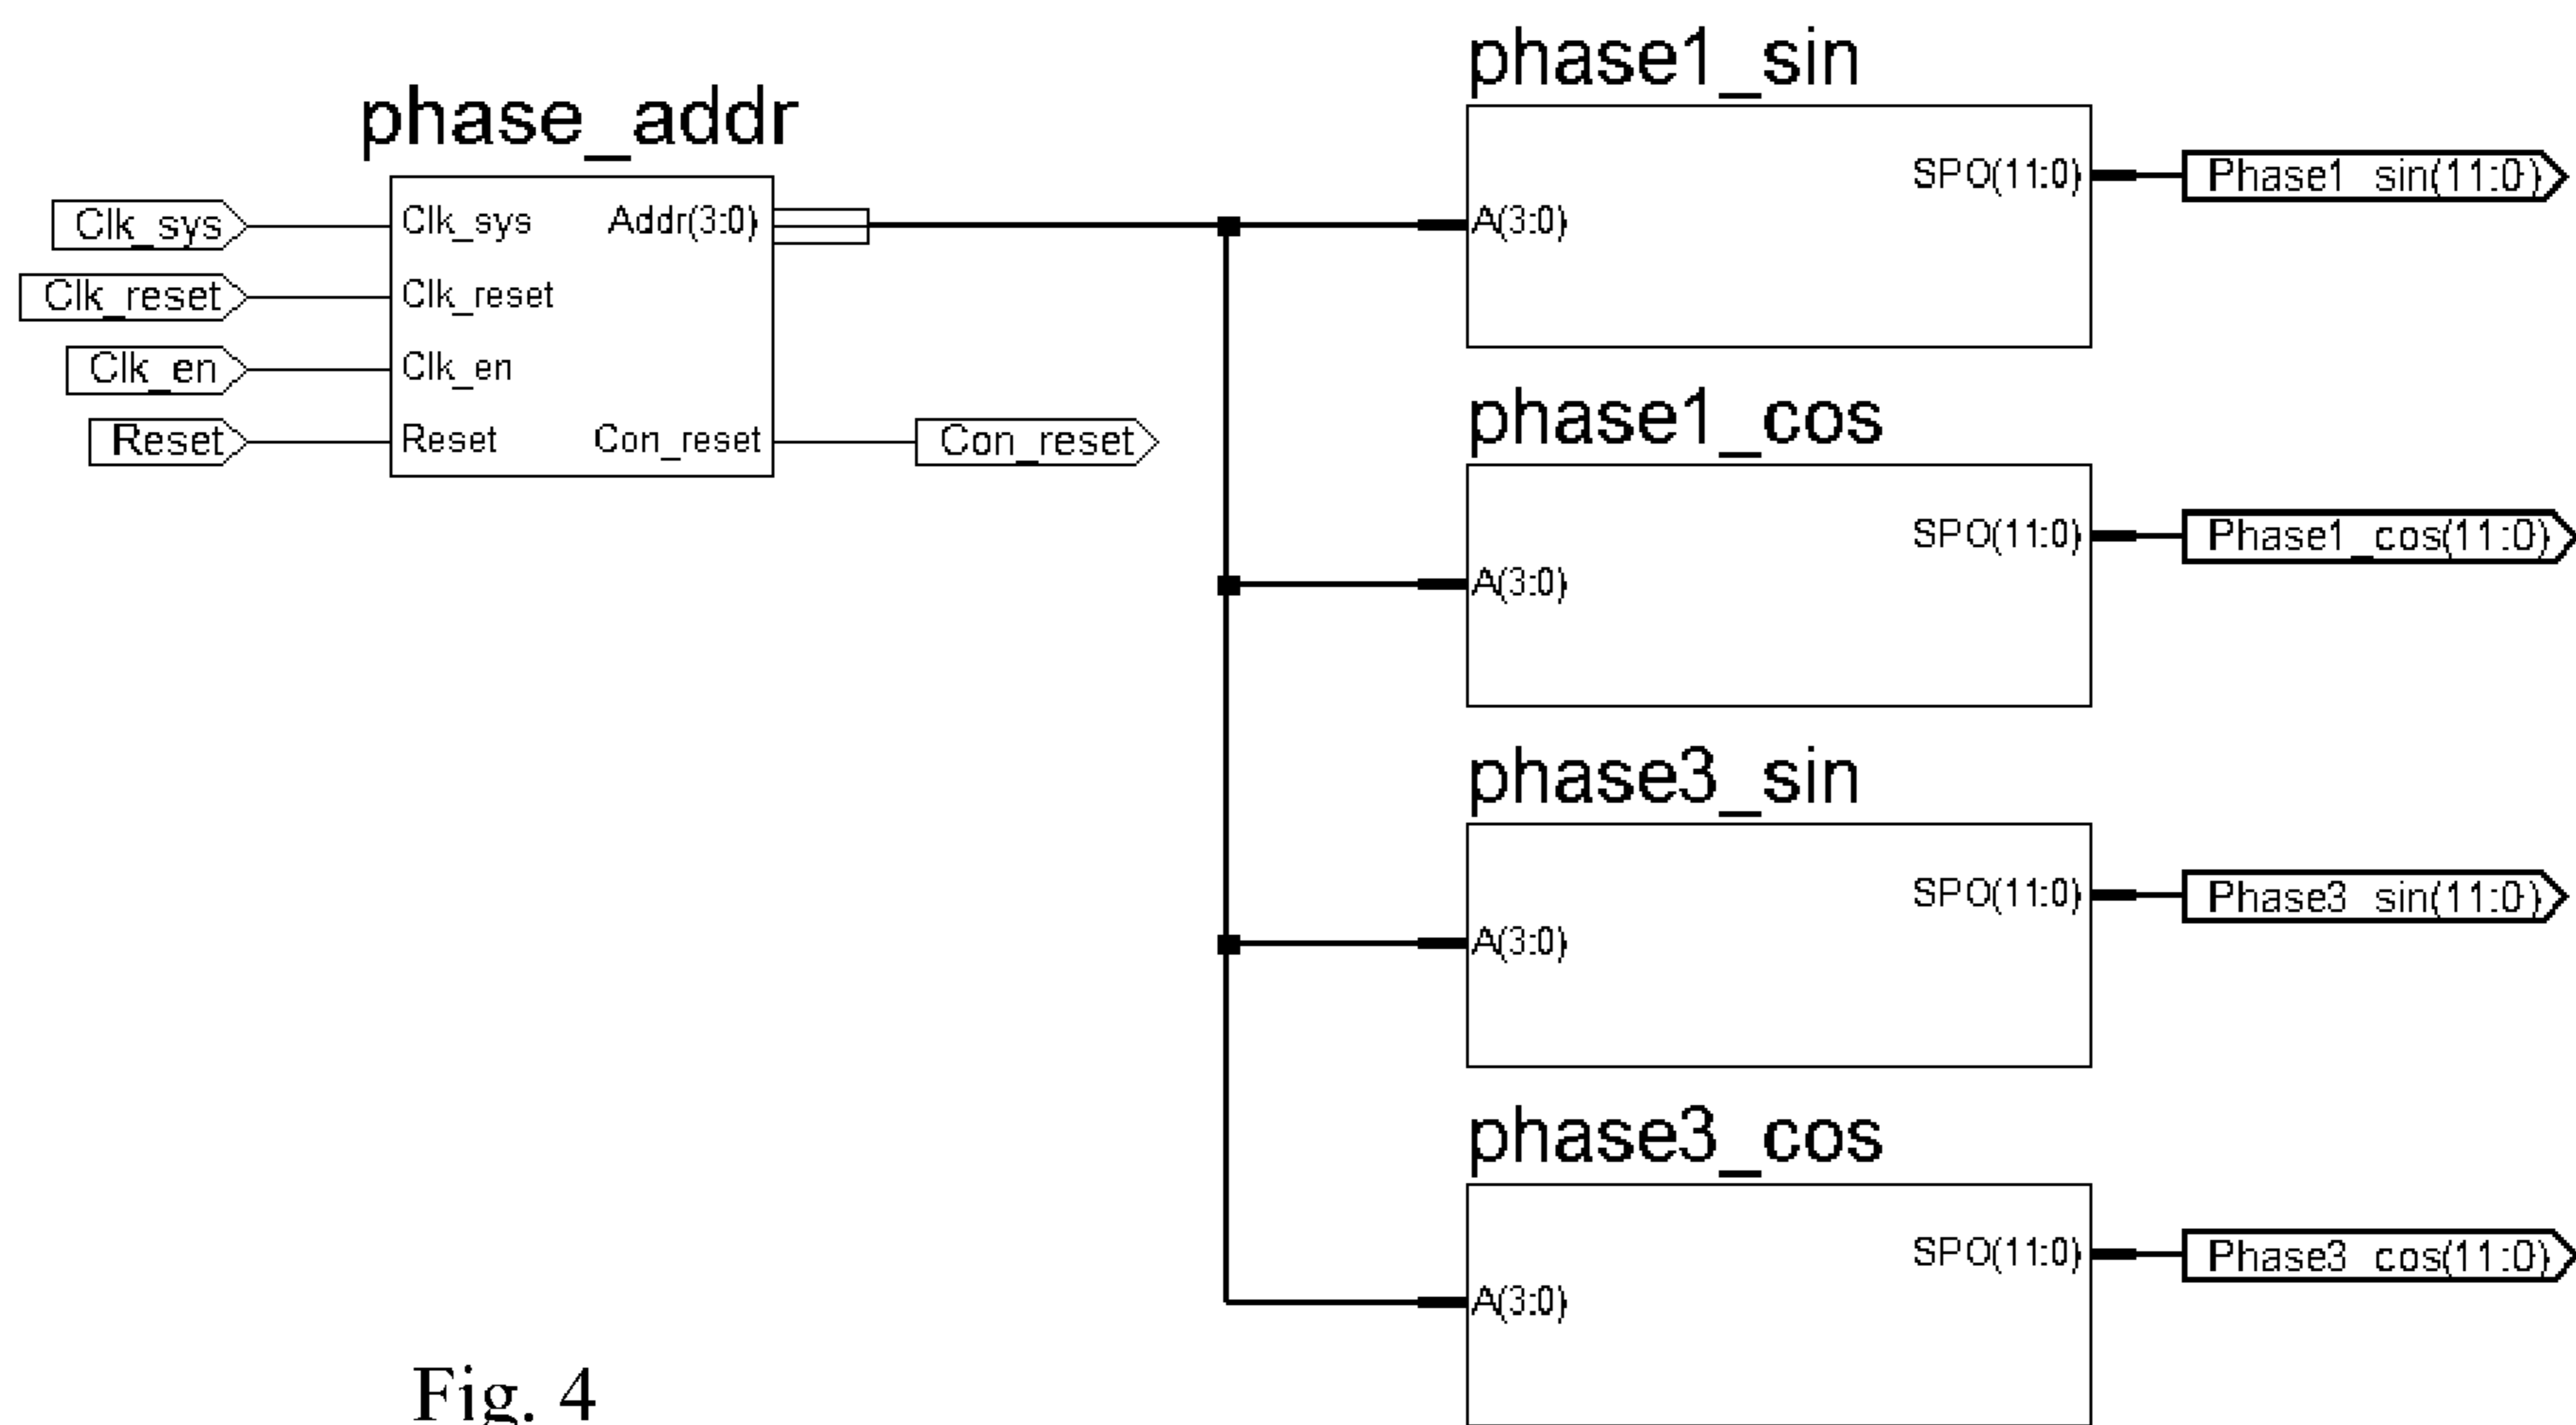 phase_addr
Clk_sys
Clk_reset
Clk_en
Reset
Clk_sys
Clk_reset
Clk_en
Reset
Addr(3:0)
Con_reset
Con_reset
phase1_sin
A(3:0)
SPO(11:0)
Phase1_sin(11:0)
phase1_cos
A(3:0)
SPO(11:0)
Phase1_cos(11:0)
phase3_sin
A(3:0)
SPO(11:0)
Phase3_sin(11:0)
phase3_cos
A(3:0)
SPO(11:0)
Phase3_cos(11:0)
Fig. 4